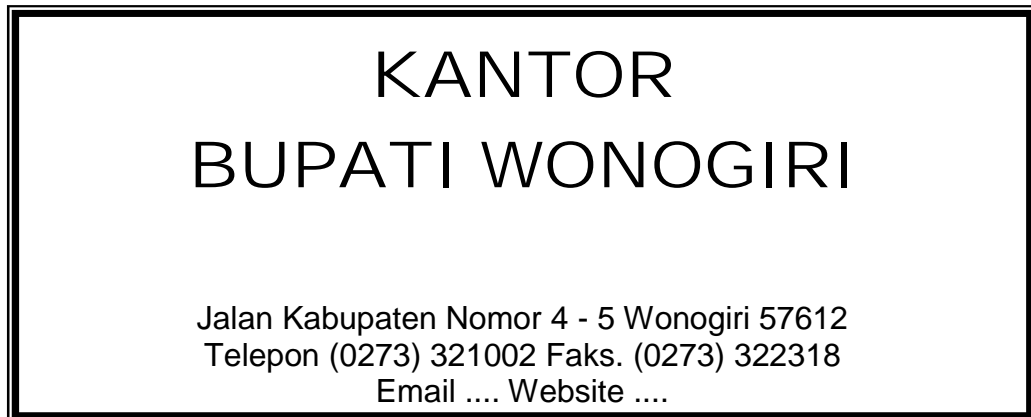 KANTOR
BUPATI WONOGIRI
Jalan Kabupaten Nomor 4 - 5 Wonogiri 57612
Telepon (0273) 321002 Faks. (0273) 322318
Email .... Website ....